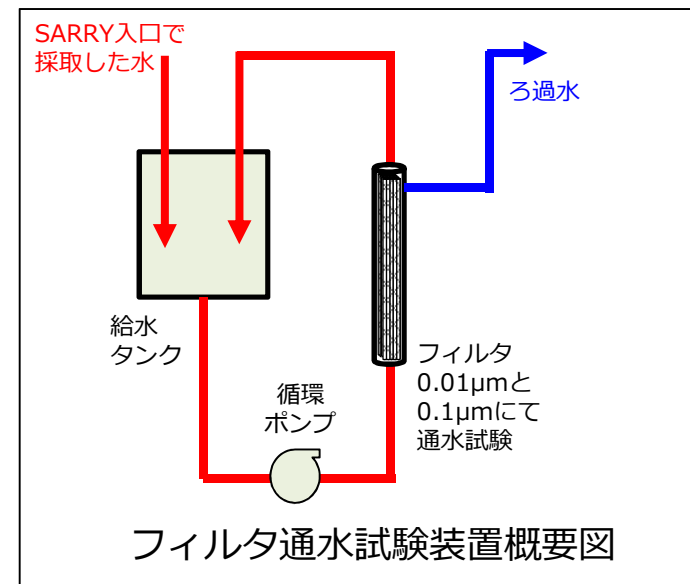 SARRY入口で
採取した水
ろ過水
給水
タンク
循環
ポンプ
フィルタ
0.01μmと
0.1μmにて
通水試験
フィルタ通水試験装置概要図